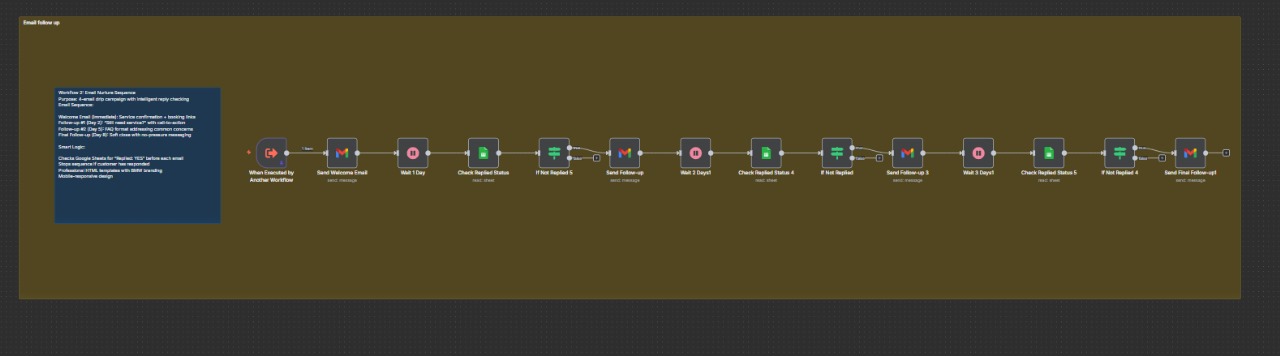 Email follow up
Workflow 2: Email Nurture Sequence
Purpose: 4-email drip campaign with intelligent reply checking
Email Sequence:
Welcome Email (Immediate): Service confirmation + booking links
Follow-up #1 (Day 2): "Still need service?" with call-to-action
Follow-up #2 (Day 5): FAQ format addressing common concerns
Final Follow-up (Day 8): Soft close with no-pressure messaging
Smart Logic:
Checks Google Sheets for "Replied: YES" before each email
Stops sequence if customer has responded
Professional HTML templates with branding
Mobile-responsive design
1 item
true
false
true
false
true
false
When Executed by
Another Workflow
Send Welcome Email
send: message
Wait 1 Day
Check Replied Status
read: sheet
If Not Replied 5
Send Follow-up
send: message
Wait 2 Days1
Check Replied Status 4
read: sheet
If Not Replied
Send Follow-up 3
send: message
Wait 3 Days1
Check Replied Status 5
read: sheet
If Not Replied 4
Send Final Follow-up1
send: message